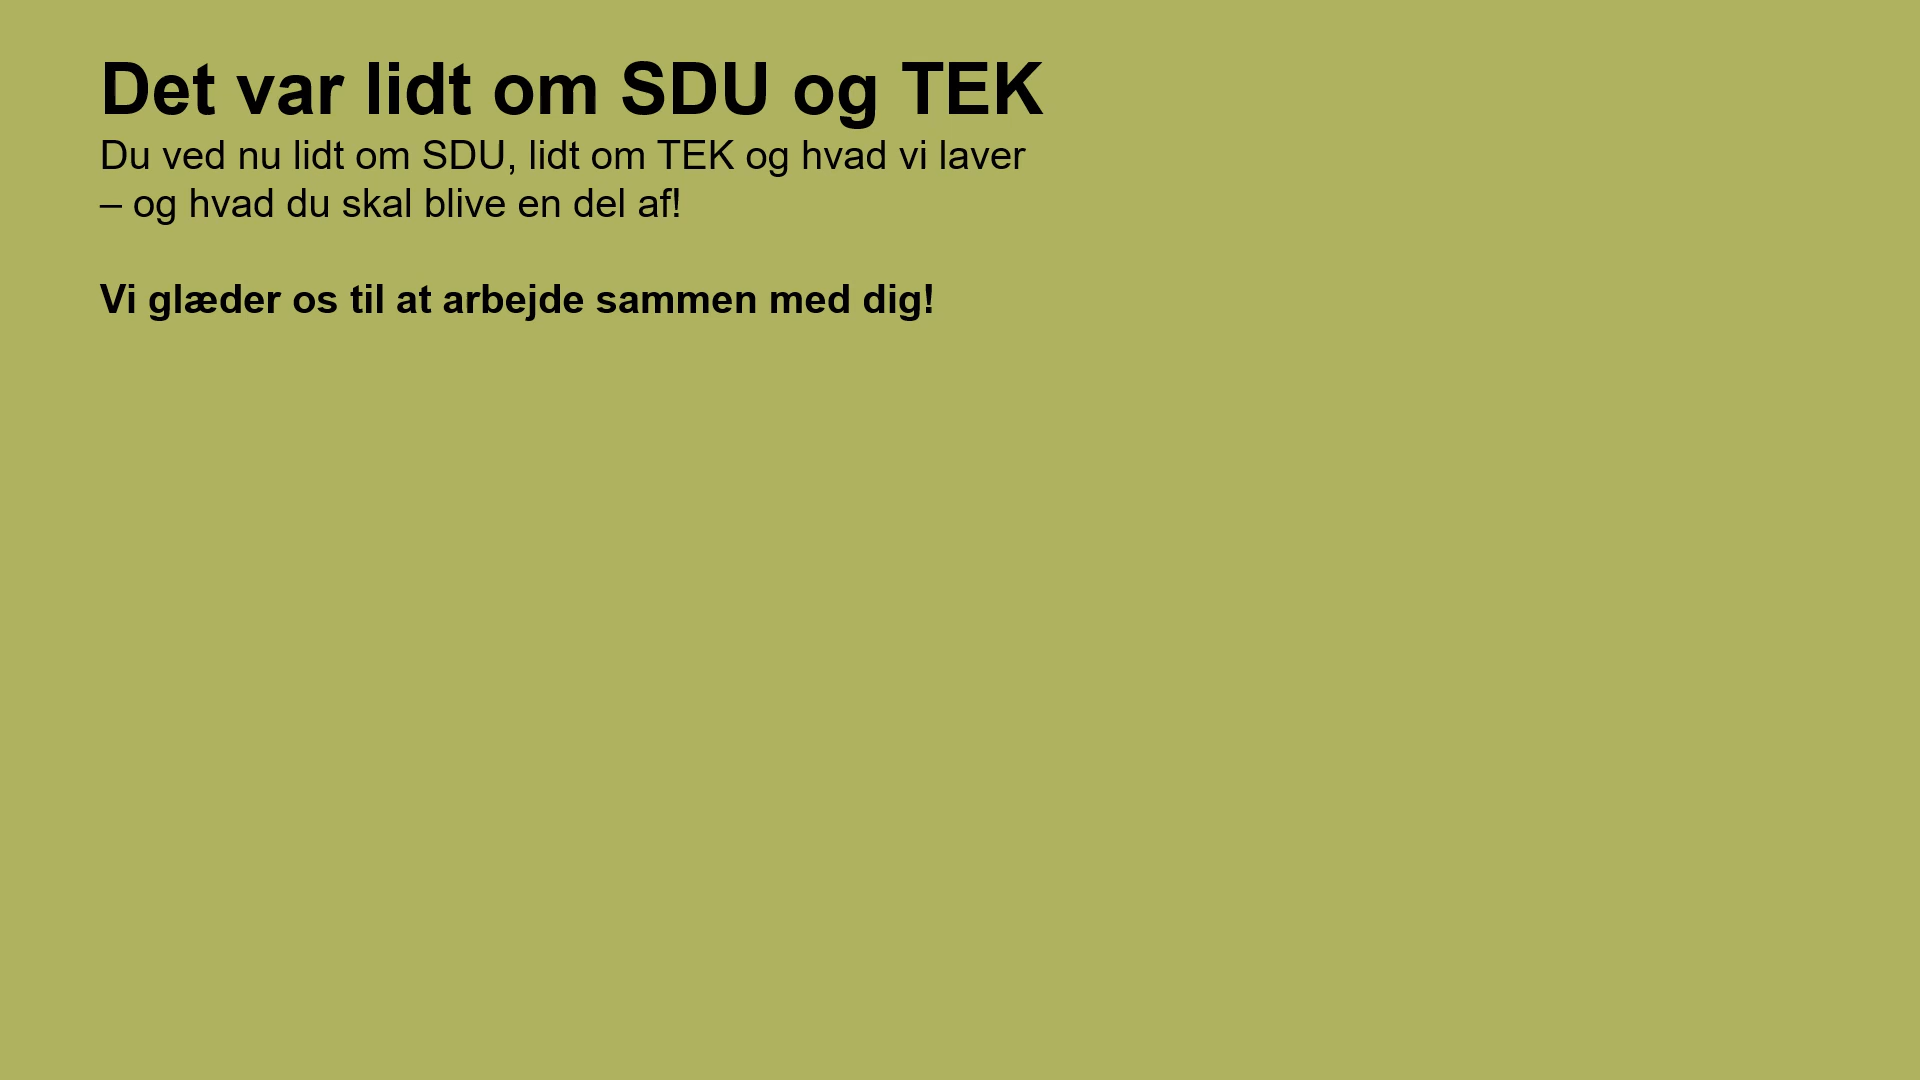 Det var lidt om SDU og TEK
Du ved nu lidt om SDU, lidt om TEK og hvad vi laver
– og hvad du skal blive en del af!
Vi glæder os til at arbejde sammen med dig!